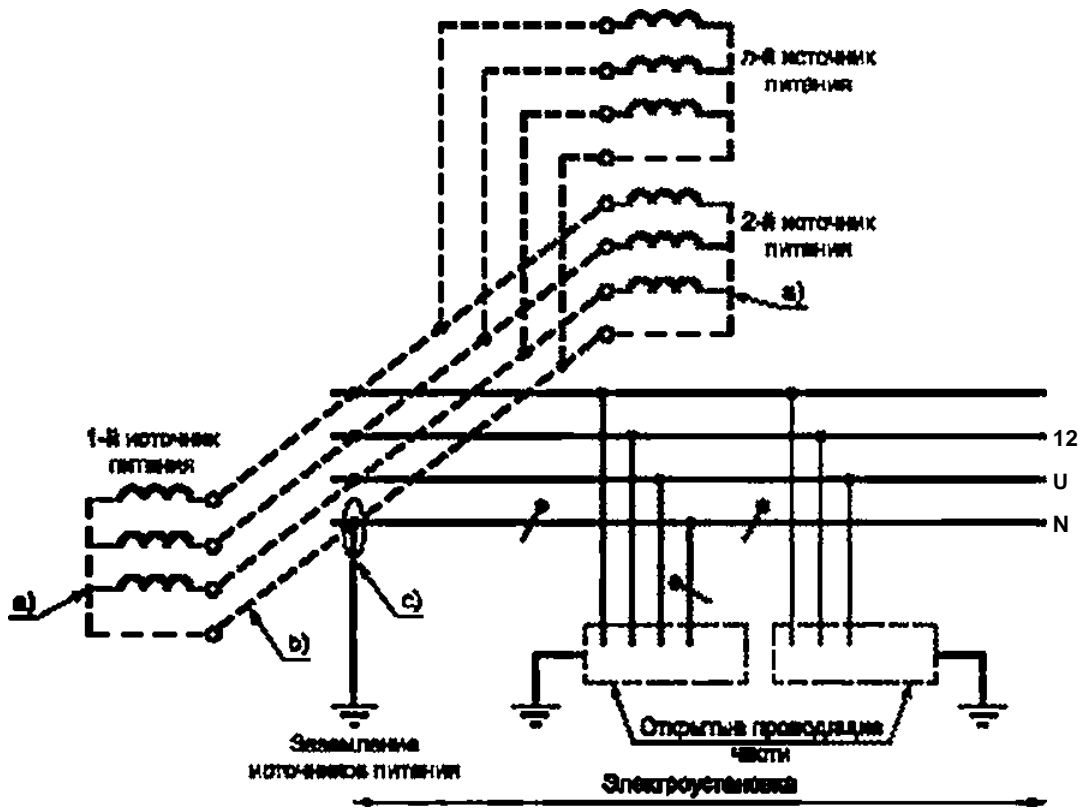 n-й источник
питания
2-й источник
питания
a)
1-й источник
питания
12
U
N
a)
c)
b)
Открытые проводящие
части
Заземление
источников питания
Электроустановка